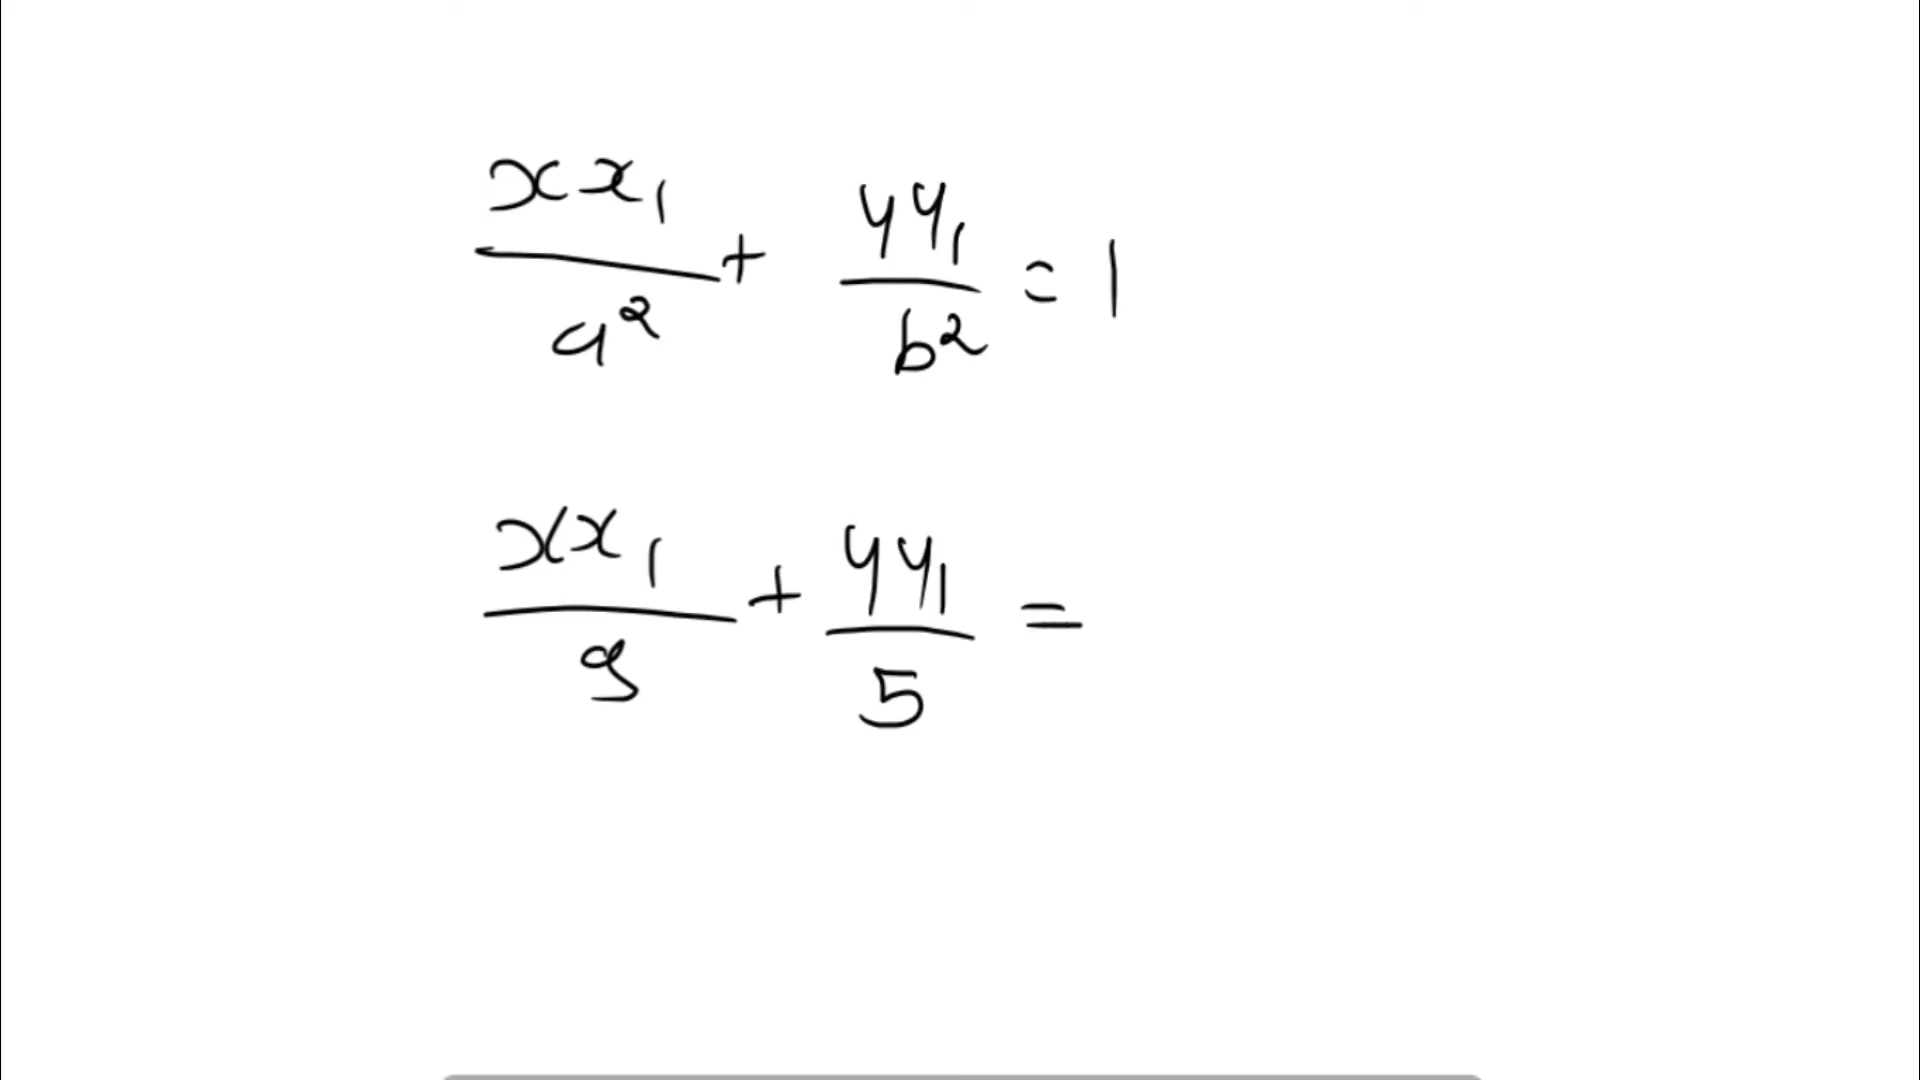 xx₁/a² + yy₁/b² = 1
xx₁/9 + yy₁/5 =